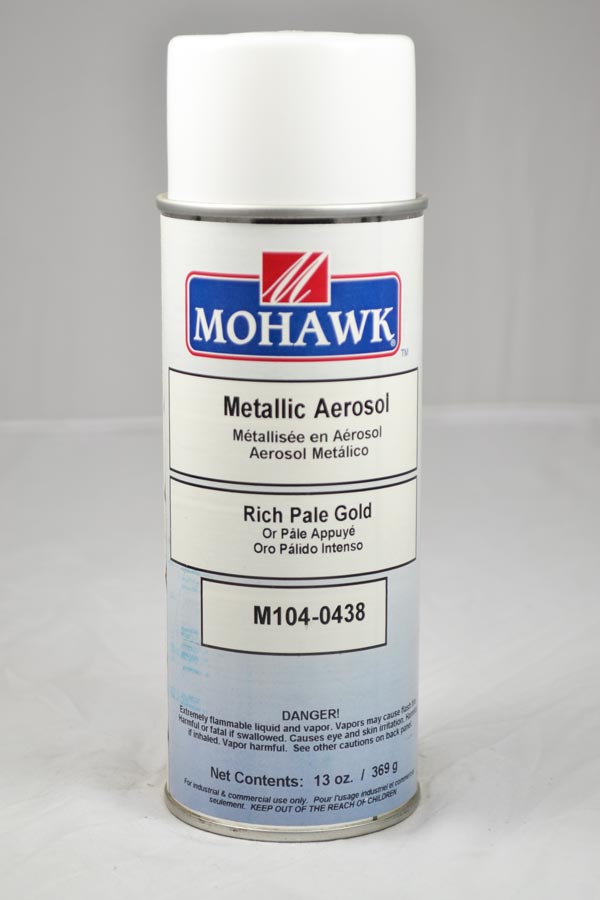 M
MOHAWK®
™
Metallic Aerosol
Métallisée en Aérosol
Aerosol Metálico
Rich Pale Gold
Or Pâle Appuyé
Oro Pálido Intenso
M104-0438
DANGER!
Extremely flammable liquid and vapor. Vapors may cause flash
Harmful or fatal if swallowed. Causes eye and skin irritation.
if inhaled. Vapor harmful. See other cautions on back
Net Contents: 13 oz. / 369 g
For industrial & commercial use only. Pour l'usage industriel et
seulement. KEEP OUT OF THE REACH OF CHILDREN.